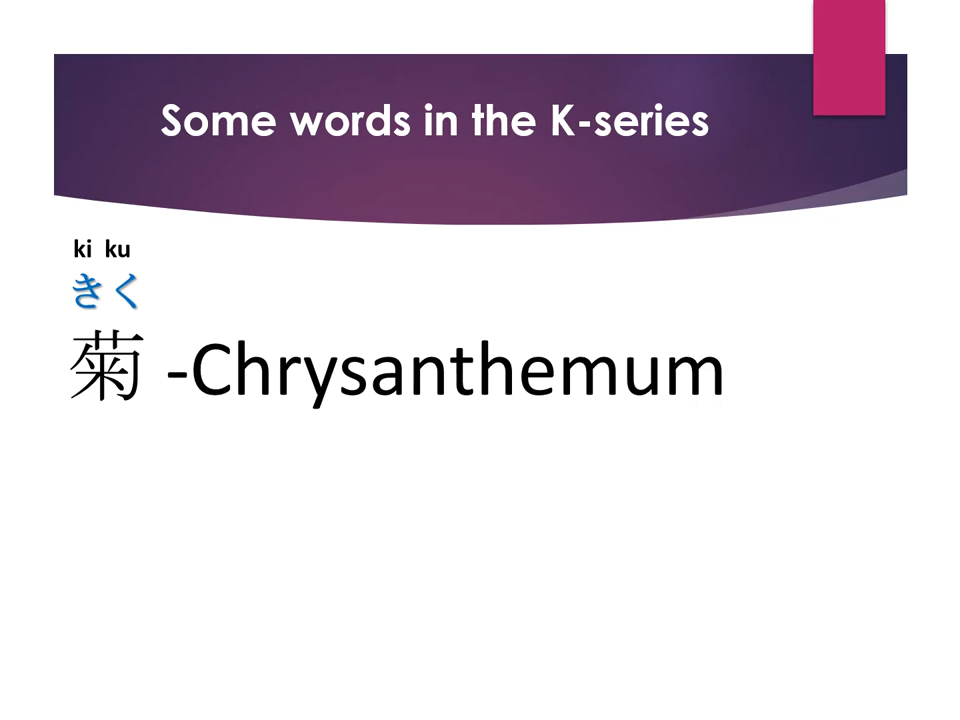 Some words in the K-series
ki ku
きく
菊 -Chrysanthemum